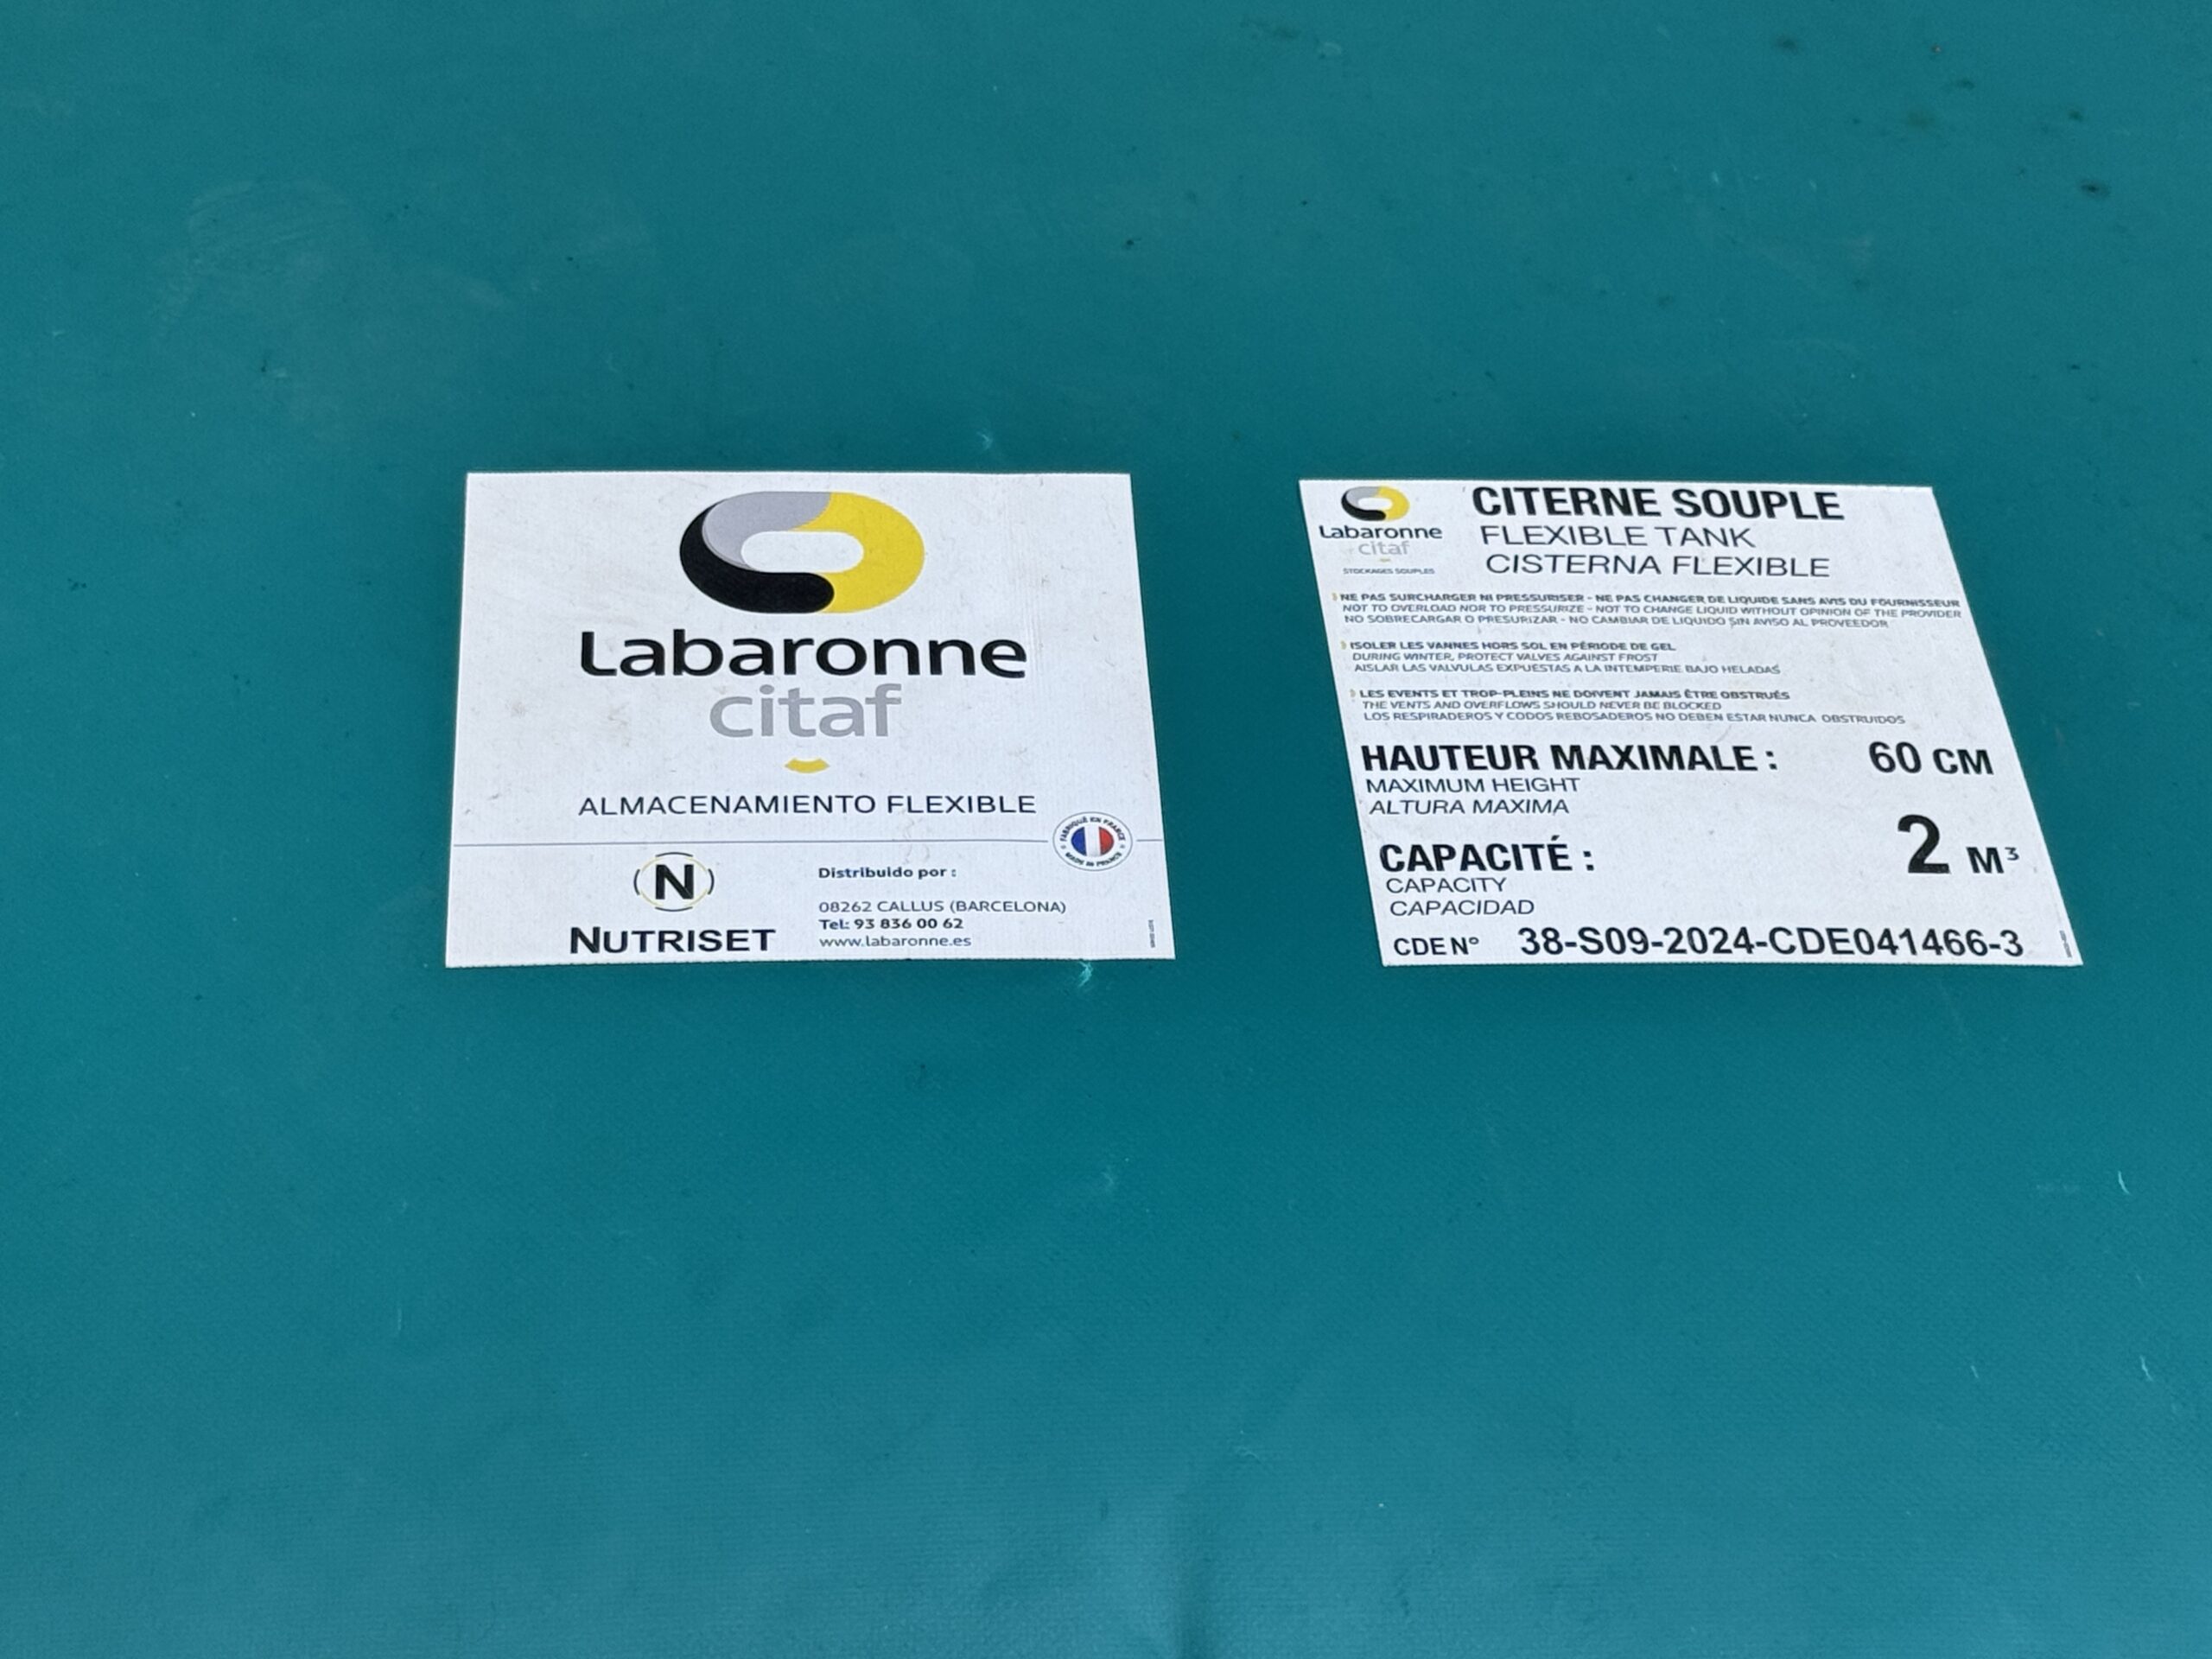 Labaronne
citaf
ALMACENAMIENTO FLEXIBLE
FABRIQUÉ EN FRANCE
MADE IN FRANCE
N
NUTRISET
Distribuido por :
08262 CALLUS (BARCELONA)
Tel: 93 836 00 62
www.labaronne.es
Labaronne
citaf
STOCKAGES SOUPLES
CITERNE SOUPLE
FLEXIBLE TANK
CISTERNA FLEXIBLE
NE PAS SURCHARGER NI PRESSURISER - NE PAS CHANGER DE LIQUIDE SANS AVIS DU FOURNISSEUR
NOT TO OVERLOAD NOR TO PRESSURIZE - NOT TO CHANGE LIQUID WITHOUT OPINION OF THE PROVIDER
NO SOBRECARGAR O PRESURIZAR - NO CAMBIAR DE LIQUIDO SIN AVISO AL PROVEEDOR
ISOLER LES VANNES HORS SOL EN PÉRIODE DE GEL
DURING WINTER, PROTECT VALVES AGAINST FROST
AISLAR LAS VALVULAS EXPUESTAS A LA INTEMPERIE BAJO HELADAS
LES EVENTS ET TROP-PLEINS NE DOIVENT JAMAIS ÊTRE OBSTRUÉS
THE VENTS AND OVERFLOWS SHOULD NEVER BE BLOCKED
LOS RESPIRADEROS Y CODOS REBOSADEROS NO DEBEN ESTAR NUNCA OBSTRUIDOS
HAUTEUR MAXIMALE : 60 CM
MAXIMUM HEIGHT
ALTURA MAXIMA
CAPACITÉ : 2 M³
CAPACITY
CAPACIDAD
CDE N° 38-S09-2024-CDE041466-3